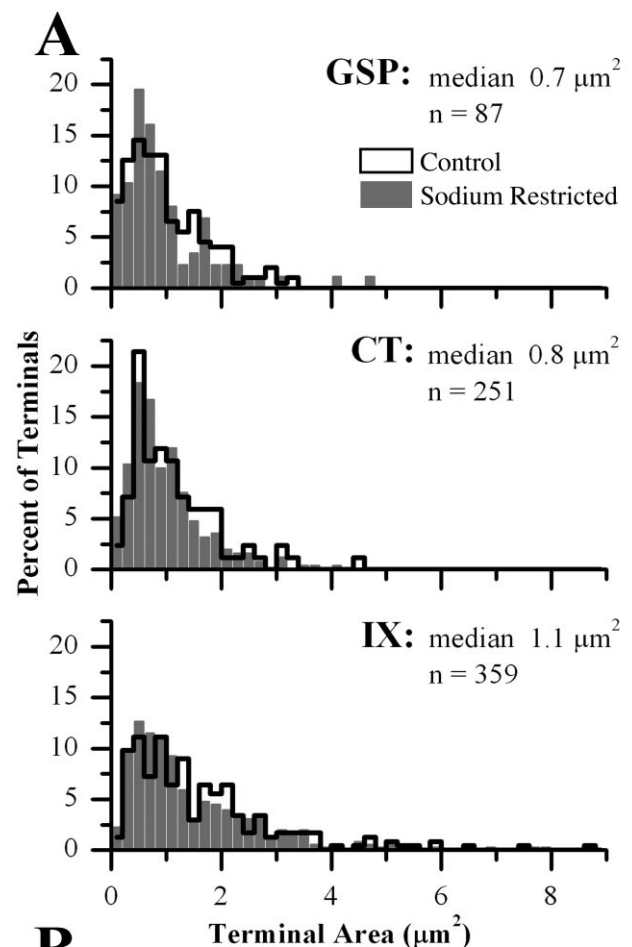 A
GSP: median 0.7 μm²
n = 87
Control
Sodium Restricted
20
15
10
5
0
CT: median 0.8 μm²
n = 251
20
15
10
5
0
Percent of Terminals
IX: median 1.1 μm²
n = 359
20
15
10
5
0
0 2 4 6 8
Terminal Area (μm²)